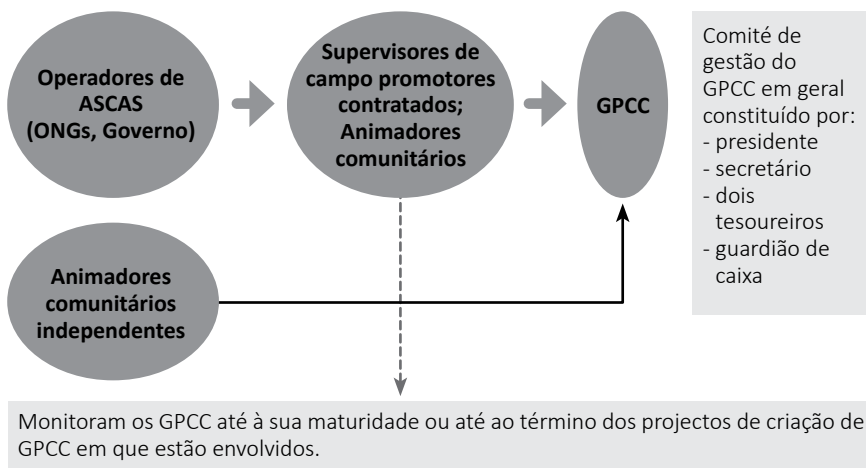 Operadores de
ASCAS
(ONGs, Governo)
Supervisores de
campo promotores
contratados;
Animadores
comunitários
GPCC
Comité de
gestão do
GPCC em geral
constituído por:
- presidente
- secretário
- dois
tesoureiros
- guardião de
caixa
Animadores
comunitários
independentes
Monitoram os GPCC até à sua maturidade ou até ao término dos projectos de criação de
GPCC em que estão envolvidos.